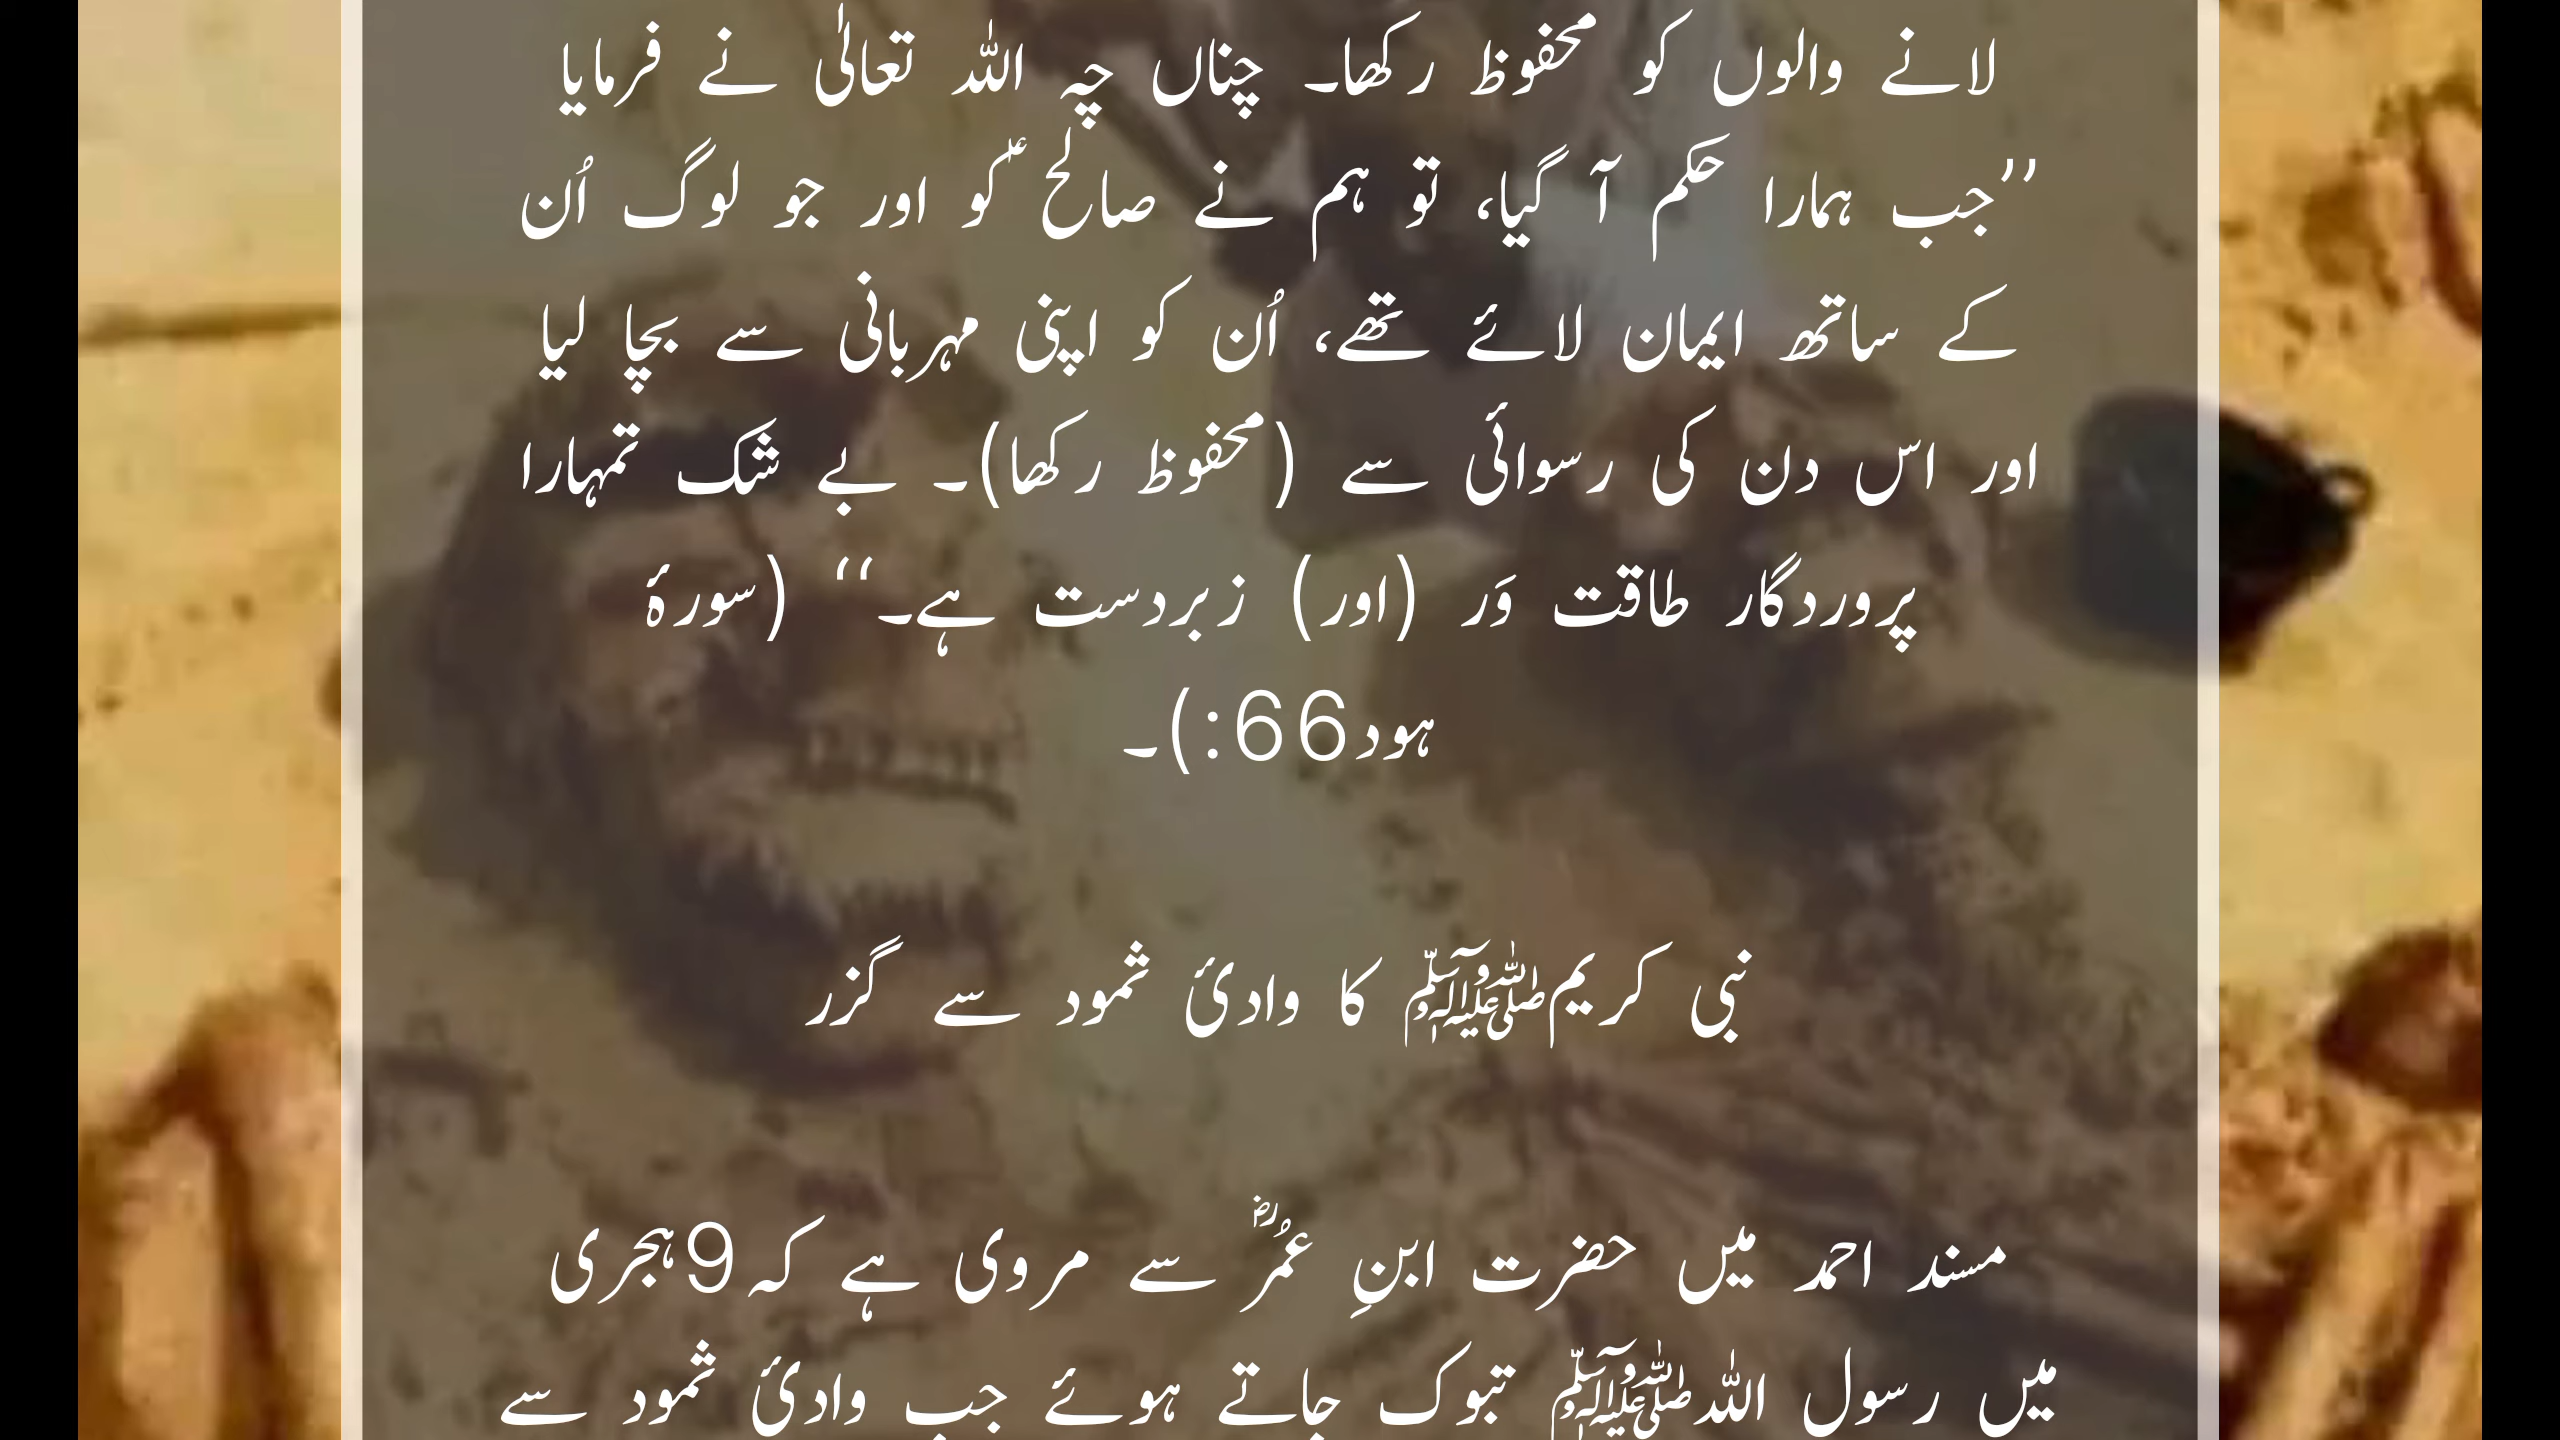 لانے والوں کو محفوظ رکھا۔ چناں چہ اللہ تعالٰی نے فرمایا
’’جب ہمارا حکم آ گیا، تو ہم نے صالح ؑکو اور جو لوگ اُن
کے ساتھ ایمان لائے تھے، اُن کو اپنی مہربانی سے بچا لیا
اور اس دن کی رسوائی سے (محفوظ رکھا)۔ بے شک تمہارا
پروردگار طاقت وَر (اور) زبردست ہے۔‘‘ (سورۂ
ہود66:)۔
نبی کریمﷺ کا وادیٔ ثمود سے گزر
مسند احمد میں حضرت ابنِ عمُرؓ سے مروی ہے کہ 9ہجری
میں رسول اللہﷺ تبوک جاتے ہوئے جب وادیٔ ثمود سے